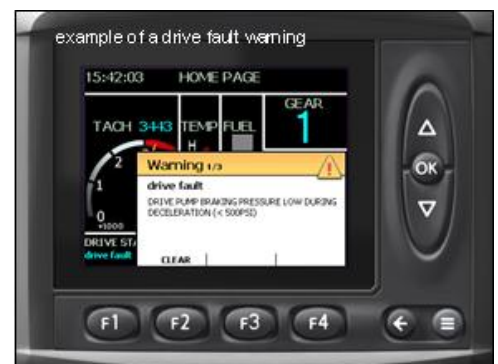 example of a drive fault warning
15:42:03 HOME PAGE
GEAR
TACH 3443 TEMP FUEL 1
H
2
Warning 1/3
drive fault
1
DRIVE PUMP BRAKING PRESSURE LOW DURING
DECELERATION (< 500PSI)
0
x1000
DRIVE STA
drive fault CLEAR
OK
F1 F2 F3 F4